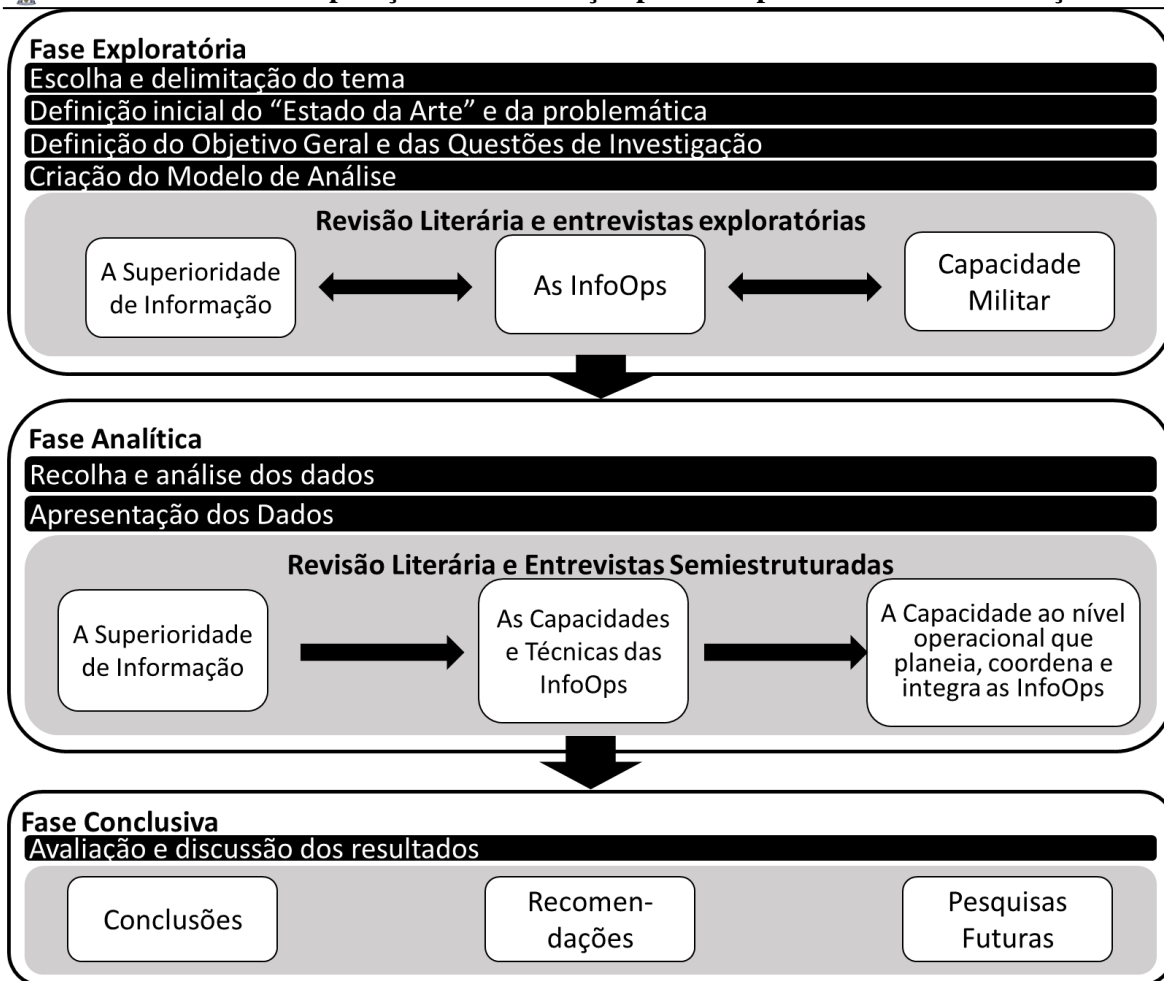 Fase Exploratória
Escolha e delimitação do tema
Definição inicial do “Estado da Arte” e da problemática
Definição do Objetivo Geral e das Questões de Investigação
Criação do Modelo de Análise
Revisão Literária e entrevistas exploratórias
A Superioridade
de Informação
As InfoOps
Capacidade
Militar
Fase Analítica
Recolha e análise dos dados
Apresentação dos Dados
Revisão Literária e Entrevistas Semiestruturadas
A Superioridade
de Informação
As Capacidades
e Técnicas das
InfoOps
A Capacidade ao nível
operacional que
planeia, coordena e
integra as InfoOps
Fase Conclusiva
Avaliação e discussão dos resultados
Conclusões
Recomen-
dações
Pesquisas
Futuras